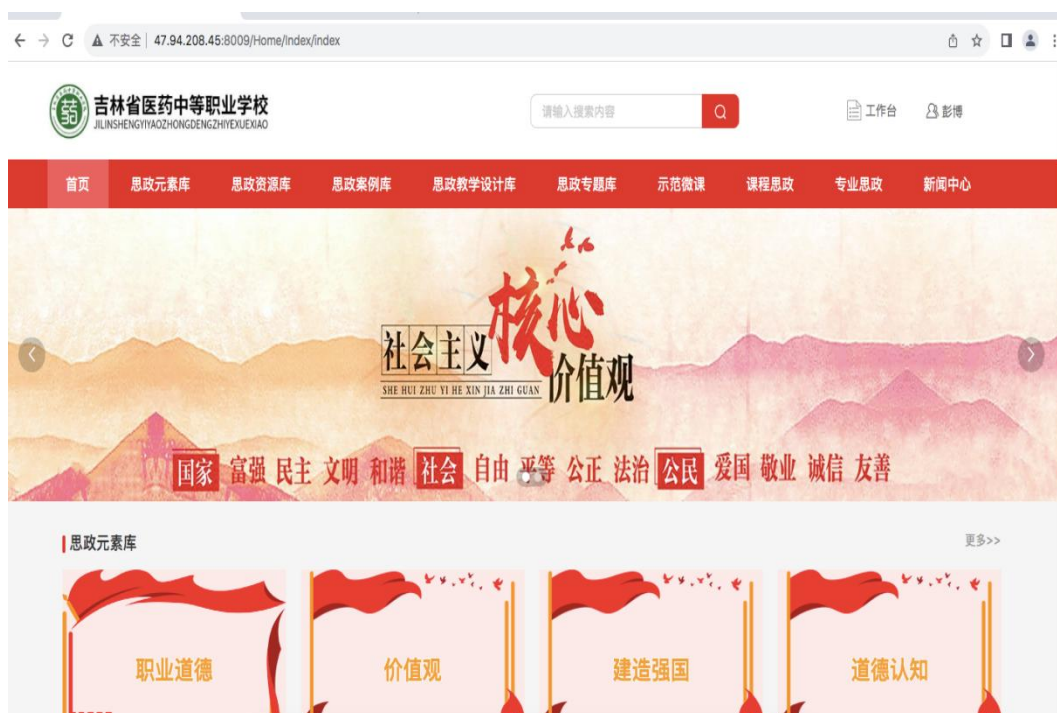 不安全 47.94.208.45:8009/Home/Index/index
吉林省医药中等职业学校
JILINSHENGYIYAOZHONGDENGZHIYEXUEXIAO
请输入搜索内容
工作台 彭博
首页 思政元素库 思政资源库 思政案例库 思政教学设计库 思政专题库 示范微课 课程思政 专业思政 新闻中心
社会主义核心价值观
SHE HUI ZHU YI HE XIN JIA ZHI GUAN
国家 富强 民主 文明 和谐 社会 自由 平等 公正 法治 公民 爱国 敬业 诚信 友善
思政元素库 更多>>
职业道德 价值观 建造强国 道德认知